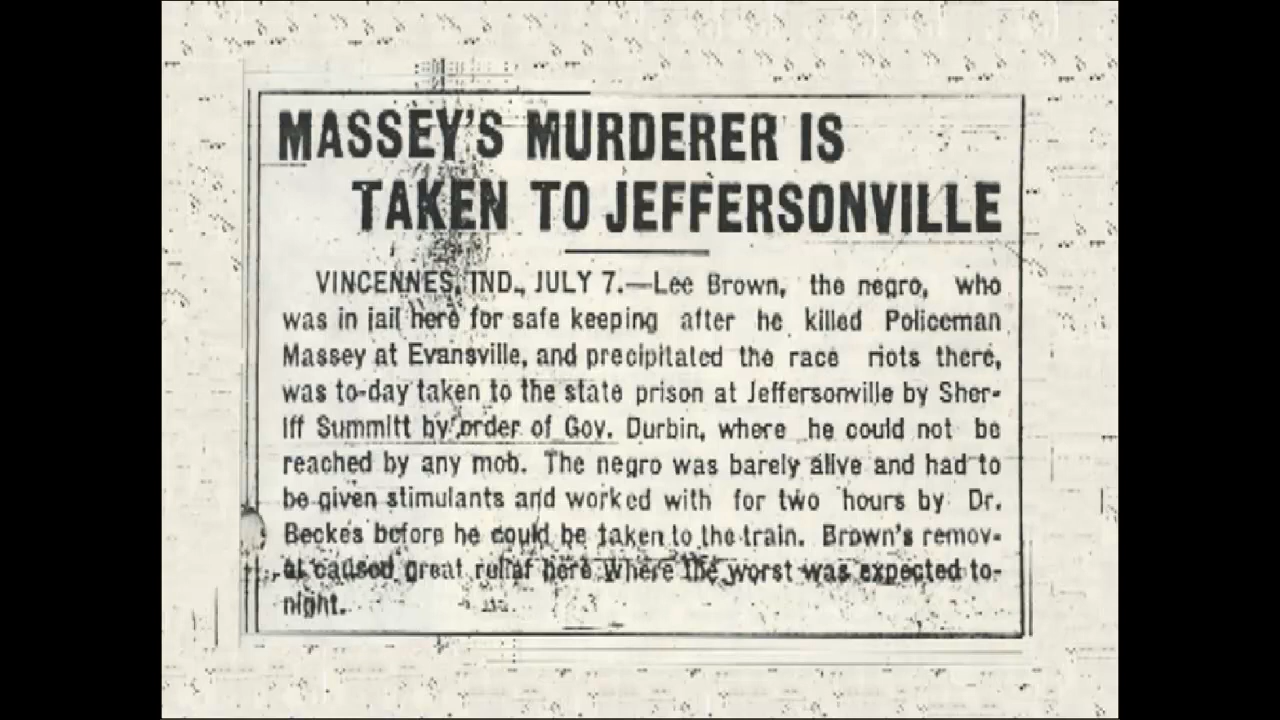 MASSEY'S MURDERER IS
TAKEN TO JEFFERSONVILLE
VINCENNES, IND., JULY 7.—Lee Brown, the negro, who
was in jail here for safe keeping after he killed Policeman
Massey at Evansville, and precipitated the race riots there,
was to-day taken to the state prison at Jeffersonville by Sher-
iff Summitt by order of Gov. Durbin, where he could not be
reached by any mob. The negro was barely alive and had to
be given stimulants and worked with for two hours by Dr.
Beckes before he could be taken to the train. Brown's remov-
al caused great relief here where the worst was expected to-
night.